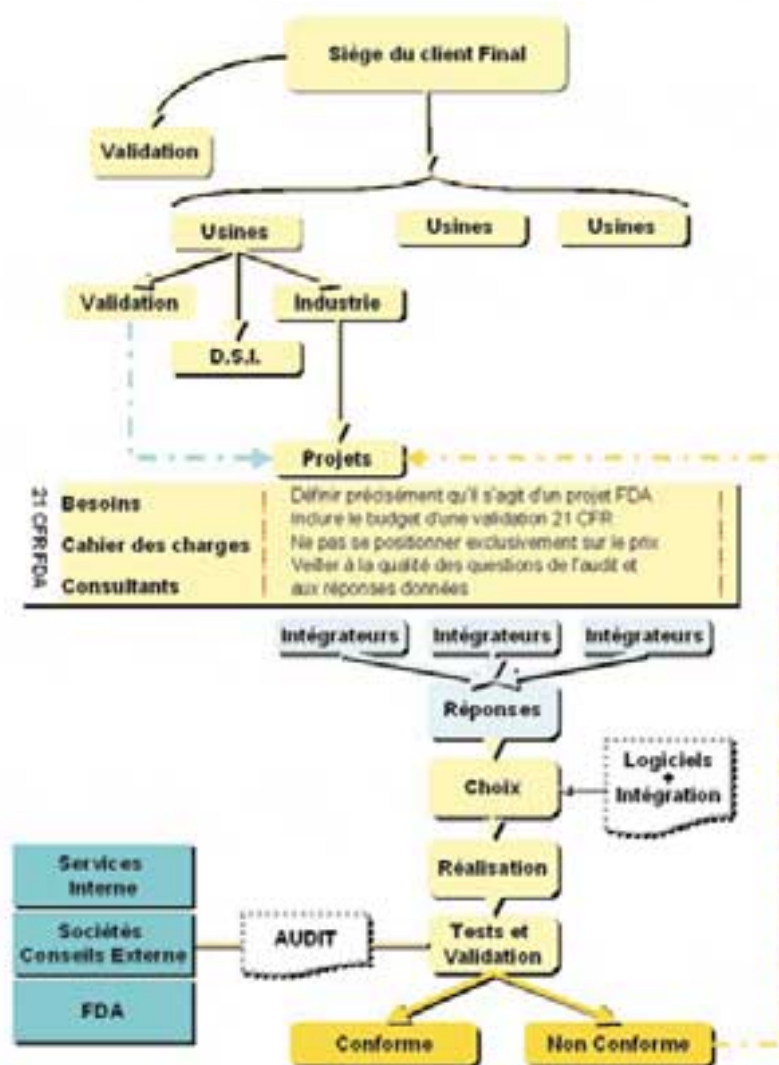 Siége du client Final
Validation
Usines
Usines
Usines
Validation
Industrie
D.S.I.
Projets
21 CFR/FDA
Besoins
Cahier des charges
Consultants
Définir précisément qu'il s'agit d'un projet FDA
Inclure le budget d'une validation 21 CFR
Ne pas se positionner exclusivement sur le prix
Veiller à la qualité des questions de l'audit et
aux réponses données
Intégrateurs
Intégrateurs
Intégrateurs
Réponses
Choix
Logiciels
+
Intégration
Réalisation
Services
Interne
Sociétés
Conseils Externe
FDA
AUDIT
Tests et
Validation
Conforme
Non Conforme